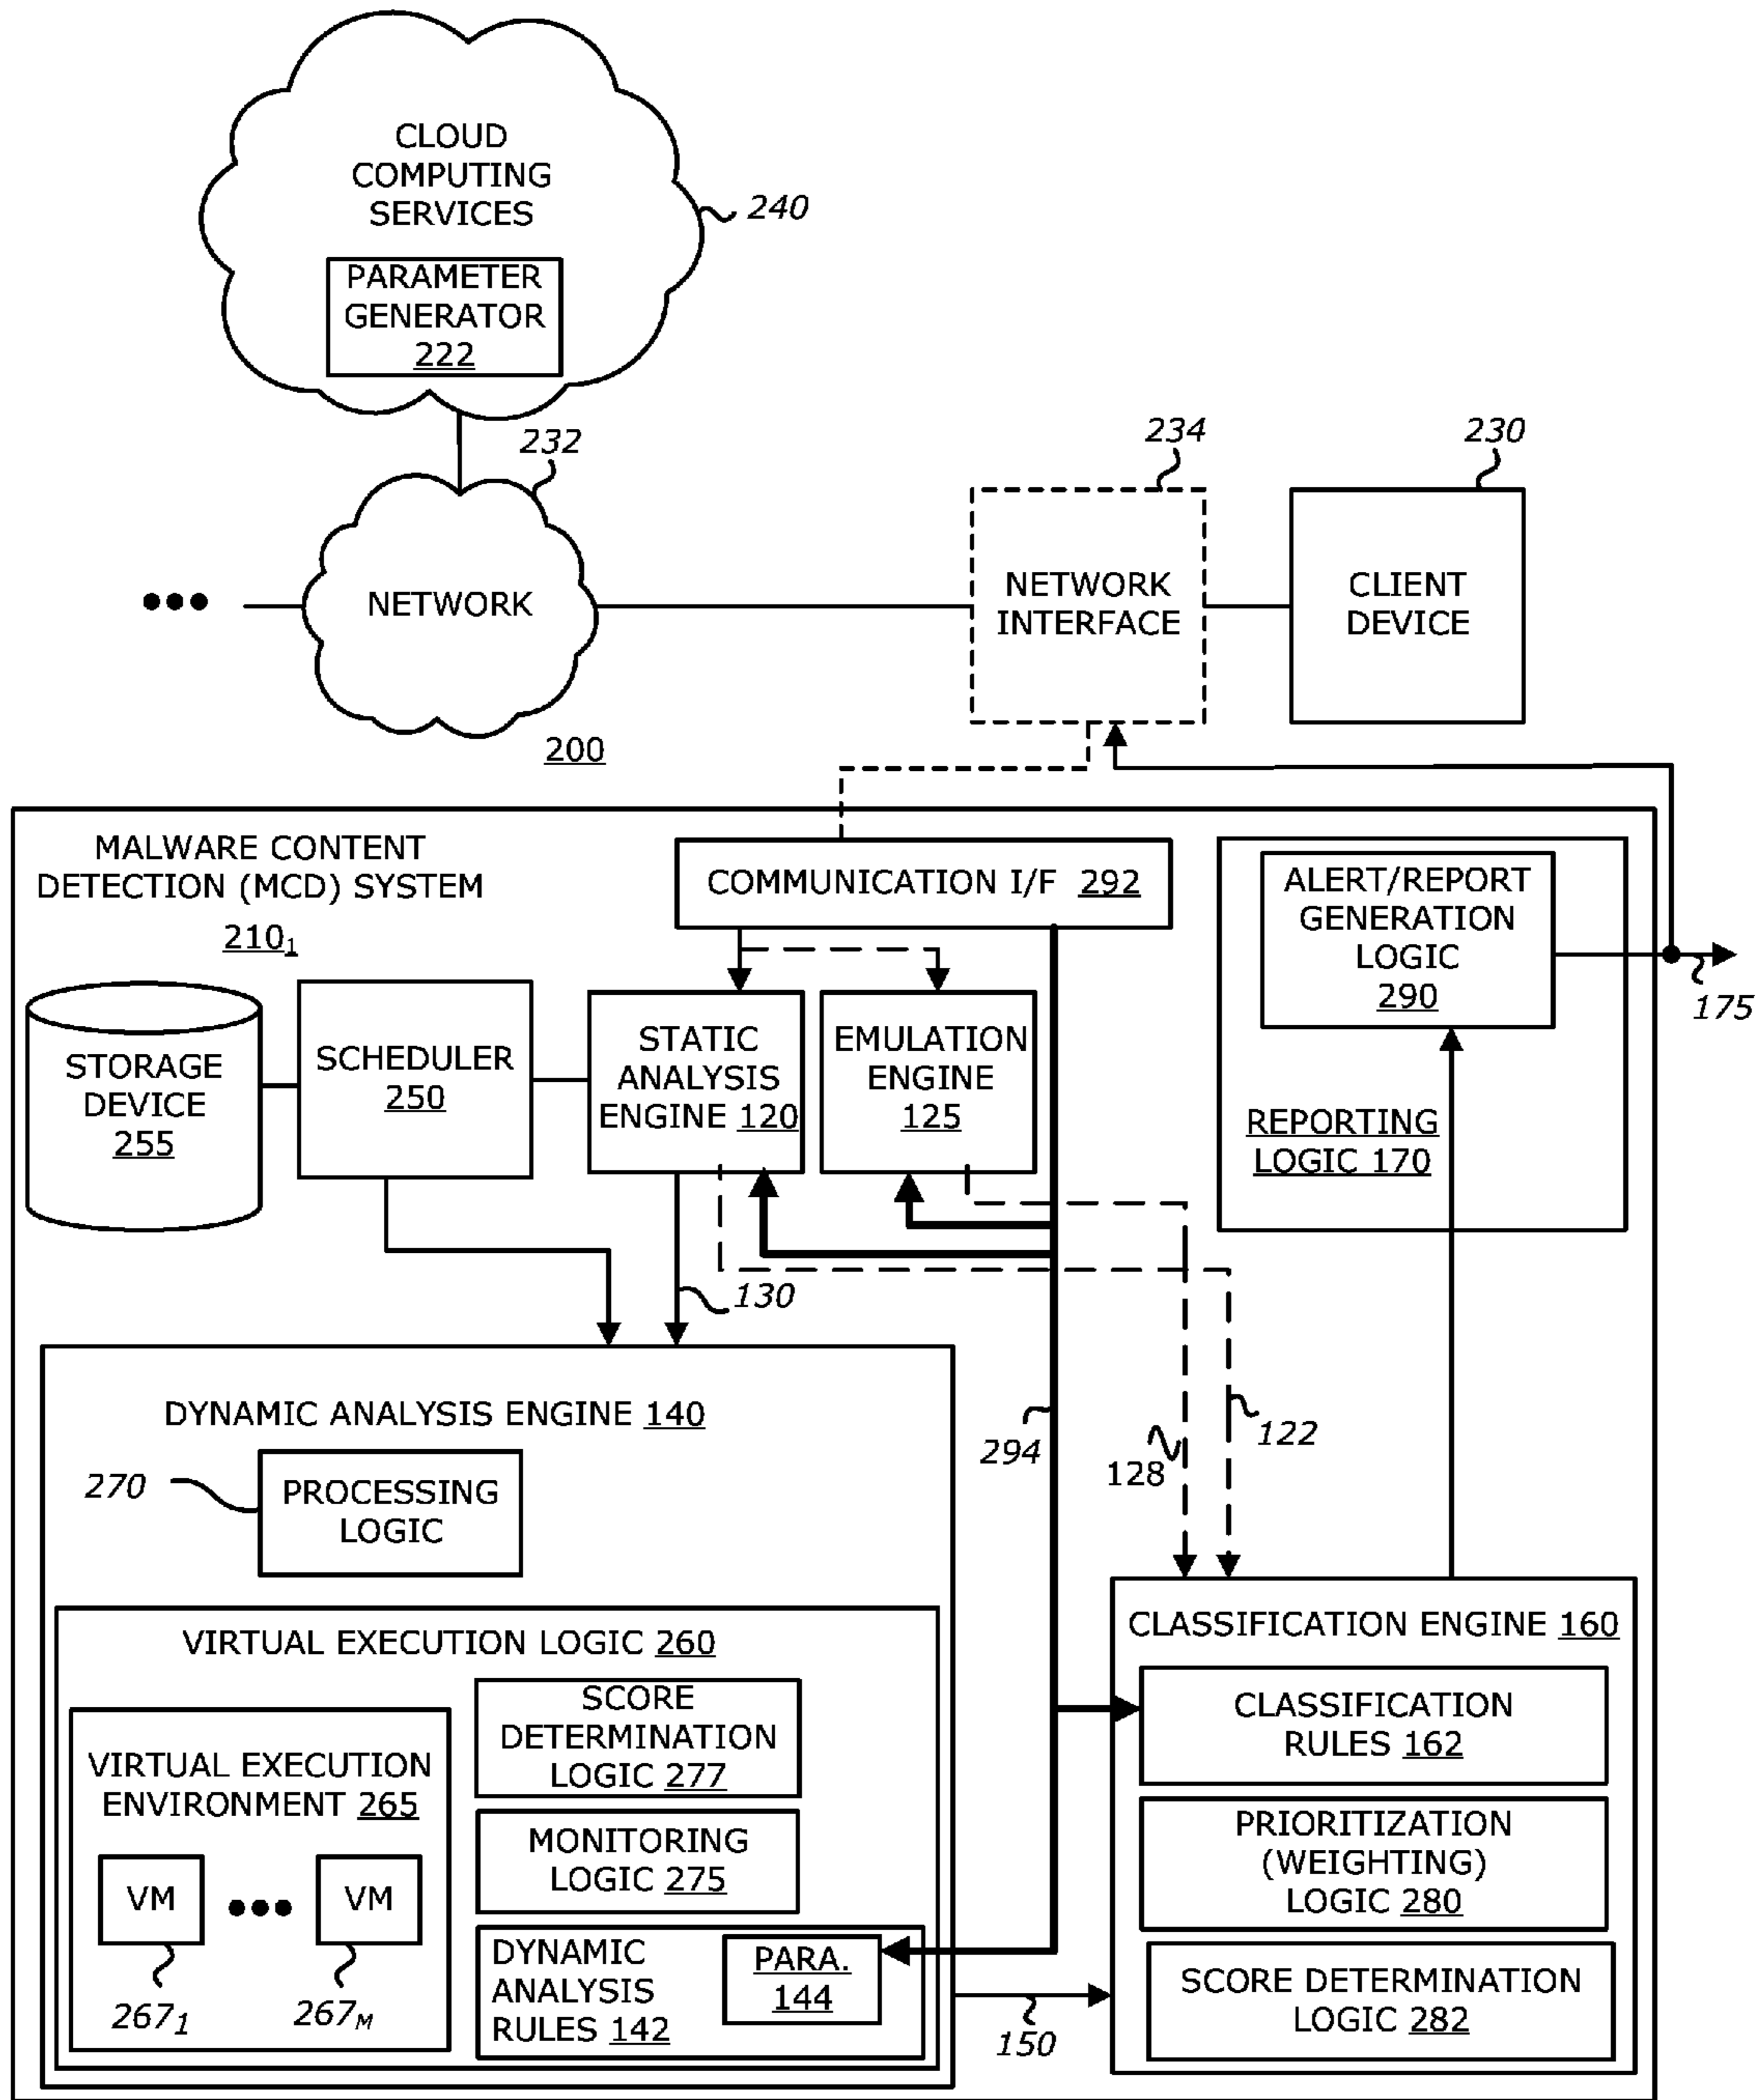 CLOUD
COMPUTING
SERVICES
240
PARAMETER
GENERATOR
222
232
234
230
NETWORK
NETWORK
INTERFACE
CLIENT
DEVICE
200
MALWARE CONTENT
DETECTION (MCD) SYSTEM
210₁
COMMUNICATION I/F 292
ALERT/REPORT
GENERATION
LOGIC
290
175
REPORTING
LOGIC 170
STORAGE
DEVICE
255
SCHEDULER
250
STATIC
ANALYSIS
ENGINE 120
EMULATION
ENGINE
125
130
DYNAMIC ANALYSIS ENGINE 140
270
PROCESSING
LOGIC
294
128
122
VIRTUAL EXECUTION LOGIC 260
VIRTUAL EXECUTION
ENVIRONMENT 265
VM
VM
267₁
267M
SCORE
DETERMINATION
LOGIC 277
MONITORING
LOGIC 275
DYNAMIC
ANALYSIS
RULES 142
PARA.
144
150
CLASSIFICATION ENGINE 160
CLASSIFICATION
RULES 162
PRIORITIZATION
(WEIGHTING)
LOGIC 280
SCORE DETERMINATION
LOGIC 282